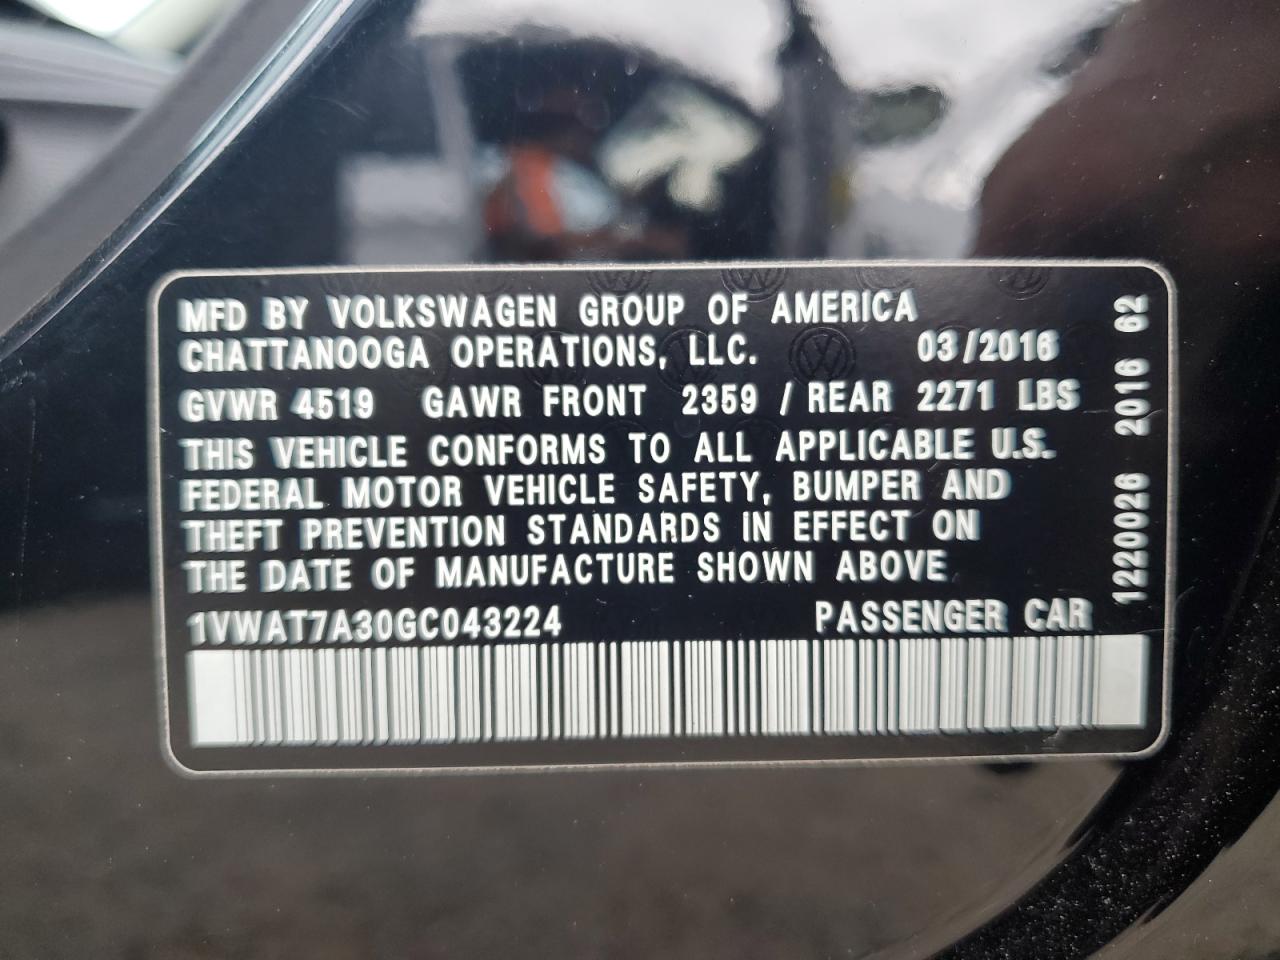 MFD BY VOLKSWAGEN GROUP OF AMERICA
CHATTANOOGA OPERATIONS, LLC. 03/2016
GVWR 4519 GAWR FRONT 2359 / REAR 2271 LBS
THIS VEHICLE CONFORMS TO ALL APPLICABLE U.S.
FEDERAL MOTOR VEHICLE SAFETY, BUMPER AND
THEFT PREVENTION STANDARDS IN EFFECT ON
THE DATE OF MANUFACTURE SHOWN ABOVE
1VWAT7A30GC043224 PASSENGER CAR
1220026 2016 62